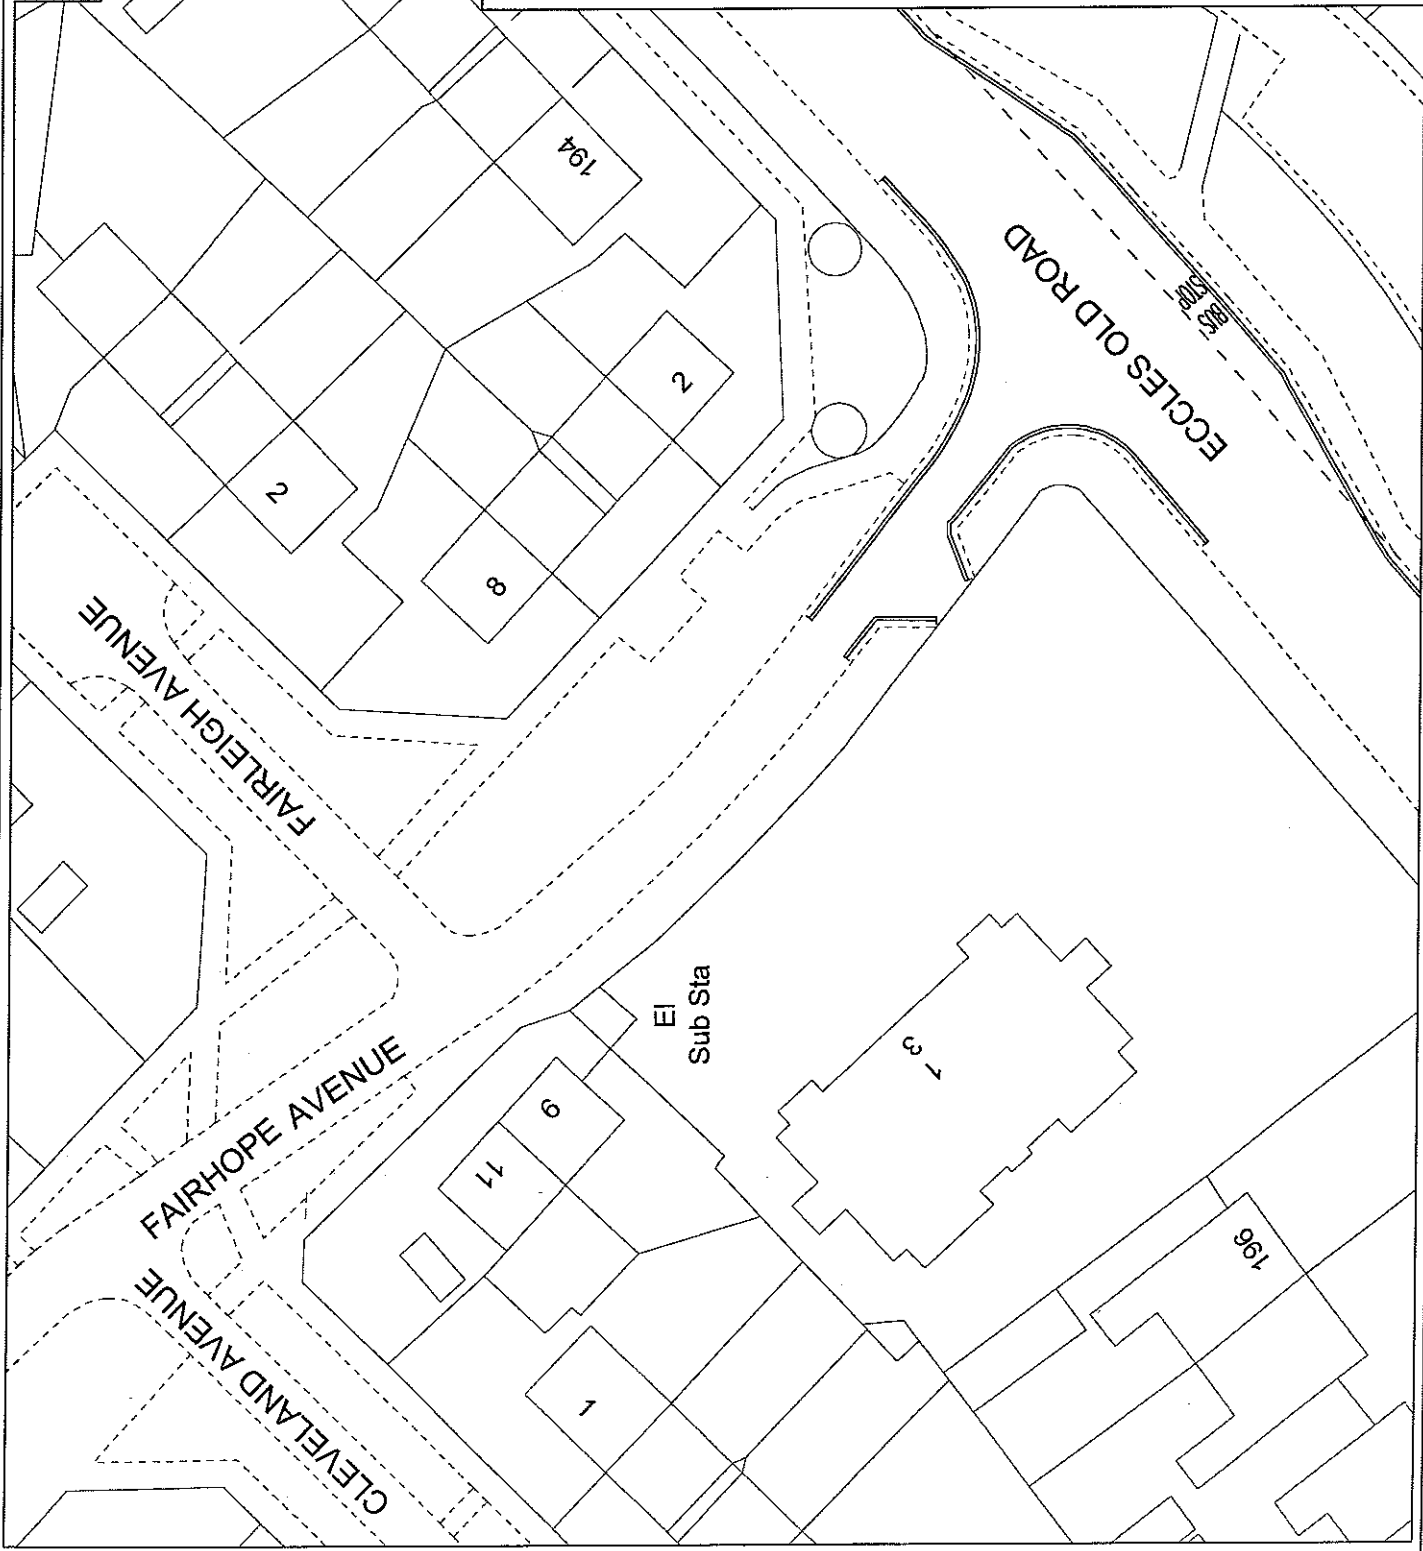 194
2
2
8
ECCLES OLD ROAD
BUS
STOP
FAIRLEIGH AVENUE
El
Sub Sta
FAIRHOPE AVENUE
9
11
1 - 3
CLEVELAND AVENUE
1
196